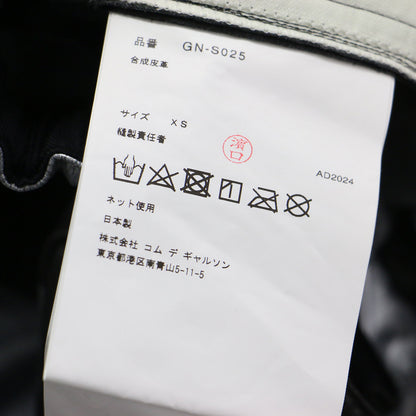 品番 GN-S025
合成皮革
サイズ XS
縫製責任者
濱口
AD2024
ネット使用
日本製
株式会社 コム デ ギャルソン
東京都港区南青山5-11-5